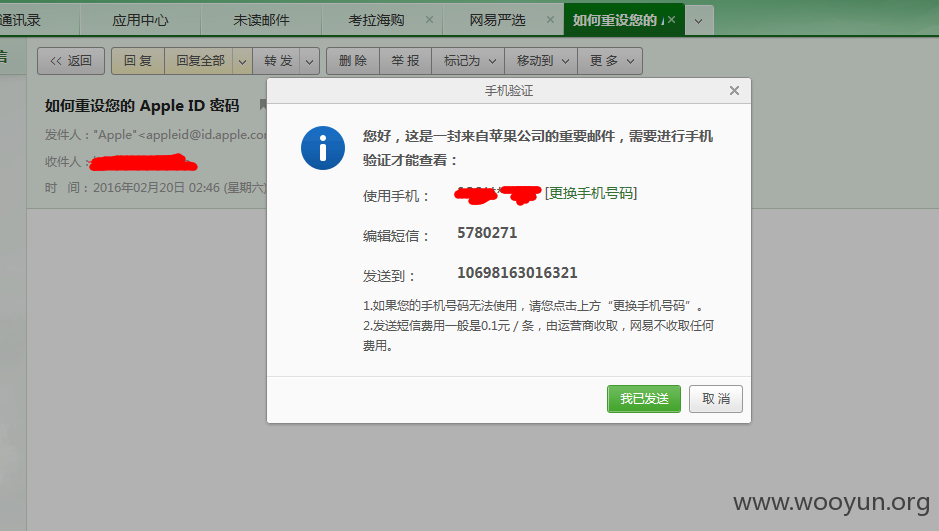 通讯录 应用中心 未读邮件 考拉海购 × 网易严选 × 如何重设您的 ×
信
<< 返回 回 复 回复全部 转 发 删 除 举 报 标记为 移动到 更 多
如何重设您的 Apple ID 密码
手机验证
发件人："Apple"<appleid@id.apple.com
收件人：
时 间：2016年02月20日 02:46 (星期六)
您好，这是一封来自苹果公司的重要邮件，需要进行手机
验证才能查看：
使用手机： [更换手机号码]
编辑短信： 5780271
发送到： 10698163016321
1.如果您的手机号码无法使用，请您点击上方“更换手机号码”。
2.发送短信费用一般是0.1元 / 条，由运营商收取，网易不收取任何
费用。
我已发送 取 消
www.wooyun.org